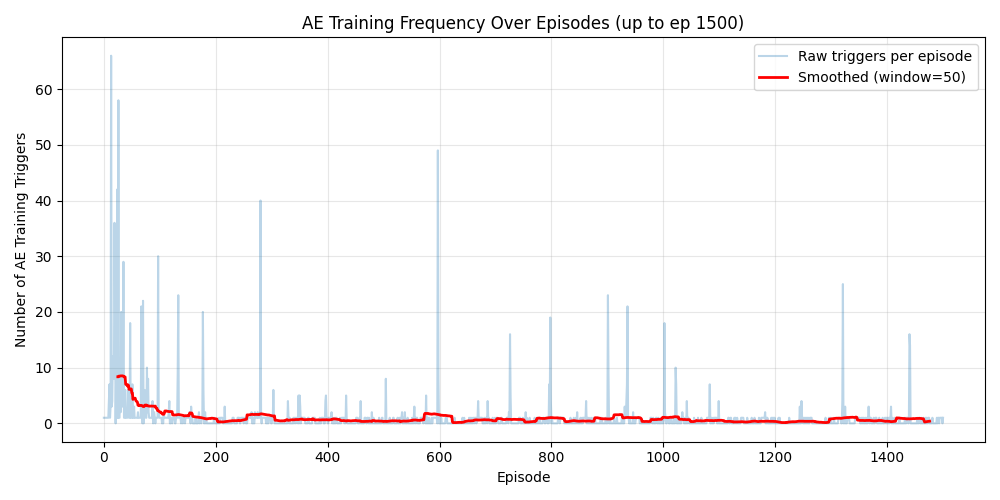 AE Training Frequency Over Episodes (up to ep 1500)
Raw triggers per episode
Smoothed (window=50)
Number of AE Training Triggers
60
50
40
30
20
10
0
0 200 400 600 800 1000 1200 1400
Episode